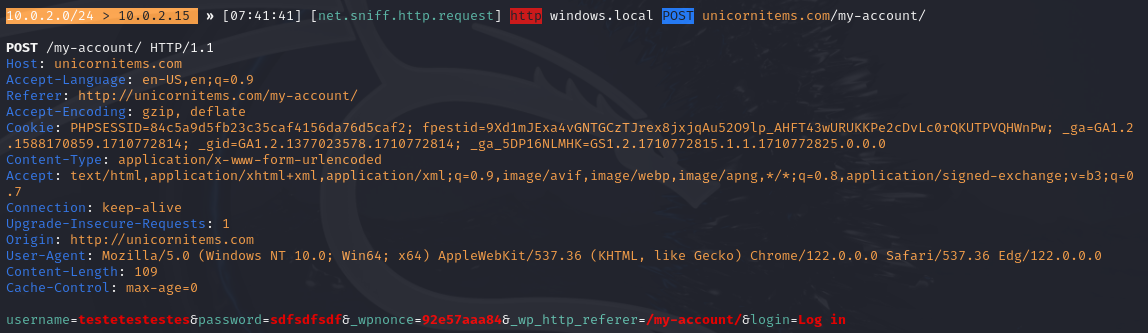 10.0.2.0/24 > 10.0.2.15 » [07:41:41] [net.sniff.http.request] http windows.local POST unicornitems.com/my-account/
POST /my-account/ HTTP/1.1
Host: unicornitems.com
Accept-Language: en-US,en;q=0.9
Referer: http://unicornitems.com/my-account/
Accept-Encoding: gzip, deflate
Cookie: PHPSESSID=84c5a9d5fb23c35caf4156da76d5caf2; fpestid=9Xd1mJExa4vGNTGCzTJrex8jxjqAu52O9lp_AHFT43wURUKKPe2cDvLc0rQKUTPVQHWnPw; _ga=GA1.2
.1588170859.1710772814; _gid=GA1.2.1377023578.1710772814; _ga_5DP16NLMHK=GS1.2.1710772815.1.1.1710772825.0.0.0
Content-Type: application/x-www-form-urlencoded
Accept: text/html,application/xhtml+xml,application/xml;q=0.9,image/avif,image/webp,image/apng,*/*;q=0.8,application/signed-exchange;v=b3;q=0
.7
Connection: keep-alive
Upgrade-Insecure-Requests: 1
Origin: http://unicornitems.com
User-Agent: Mozilla/5.0 (Windows NT 10.0; Win64; x64) AppleWebKit/537.36 (KHTML, like Gecko) Chrome/122.0.0.0 Safari/537.36 Edg/122.0.0.0
Content-Length: 109
Cache-Control: max-age=0
username=testetestestes&password=sdfsdfsdf&_wpnonce=92e57aaa84&_wp_http_referer=/my-account/&login=Log in